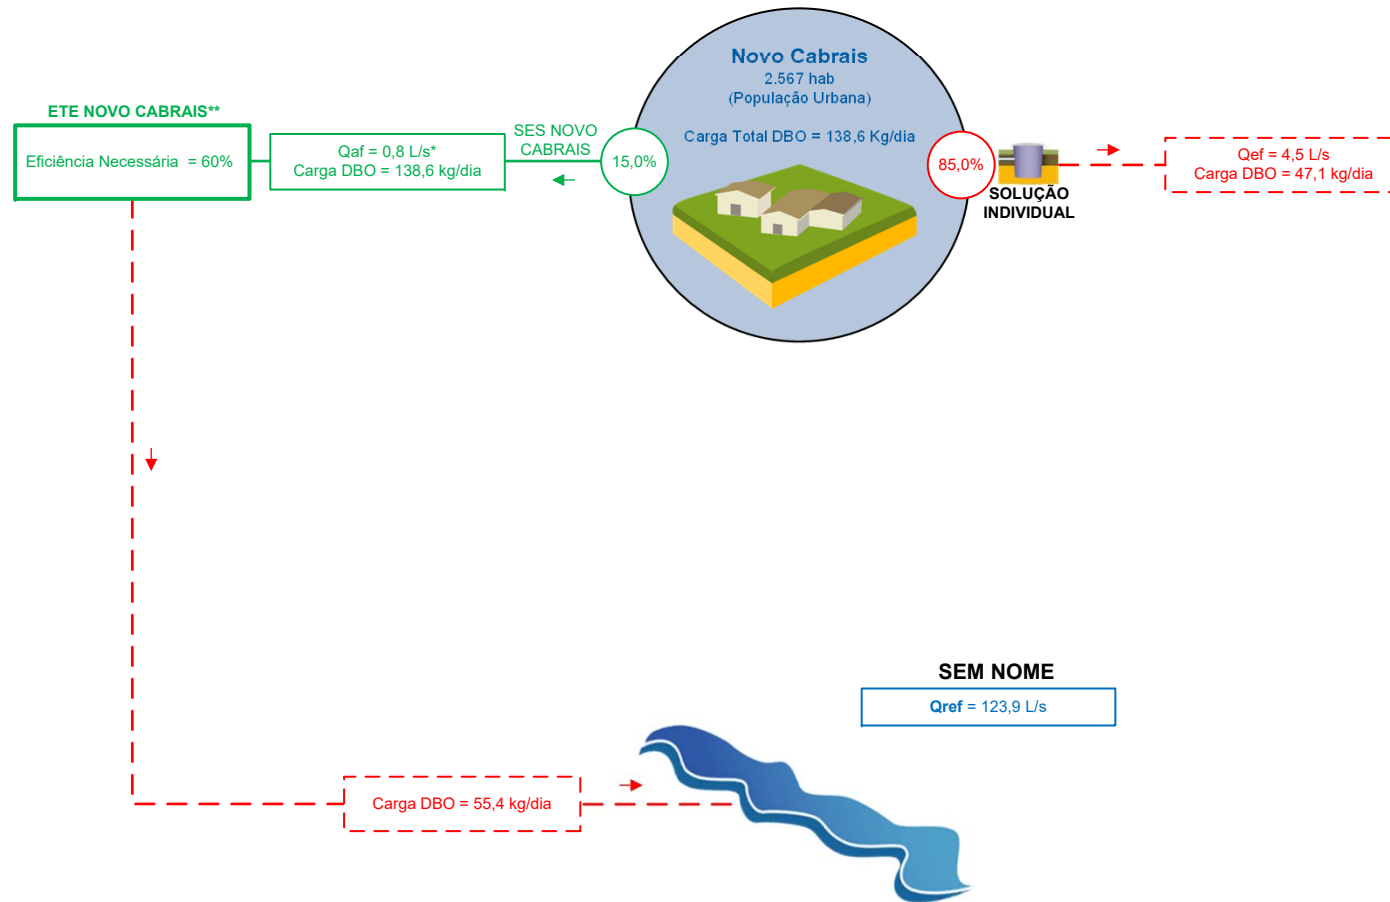 Novo Cabrais
2.567 hab
(População Urbana)
Carga Total DBO = 138,6 Kg/dia
ETE NOVO CABRAIS**
Eficiência Necessária = 60%
Qaf = 0,8 L/s*
Carga DBO = 138,6 kg/dia
SES NOVO
CABRAIS
15,0%
85,0%
SOLUÇÃO
INDIVIDUAL
Qef = 4,5 L/s
Carga DBO = 47,1 kg/dia
SEM NOME
Qref = 123,9 L/s
Carga DBO = 55,4 kg/dia